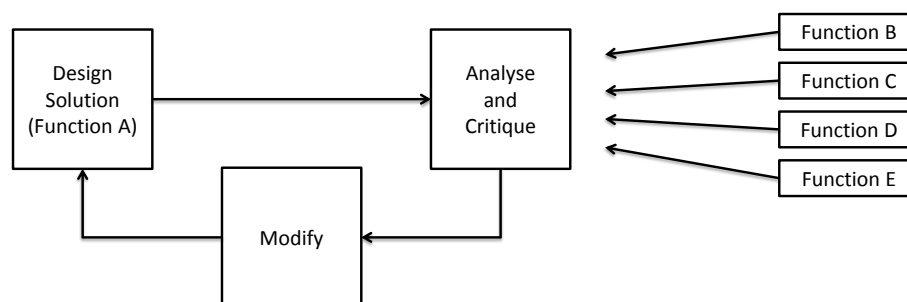 Design
Solution
(Function A)
Analyse
and
Critique
Modify
Function B
Function C
Function D
Function E